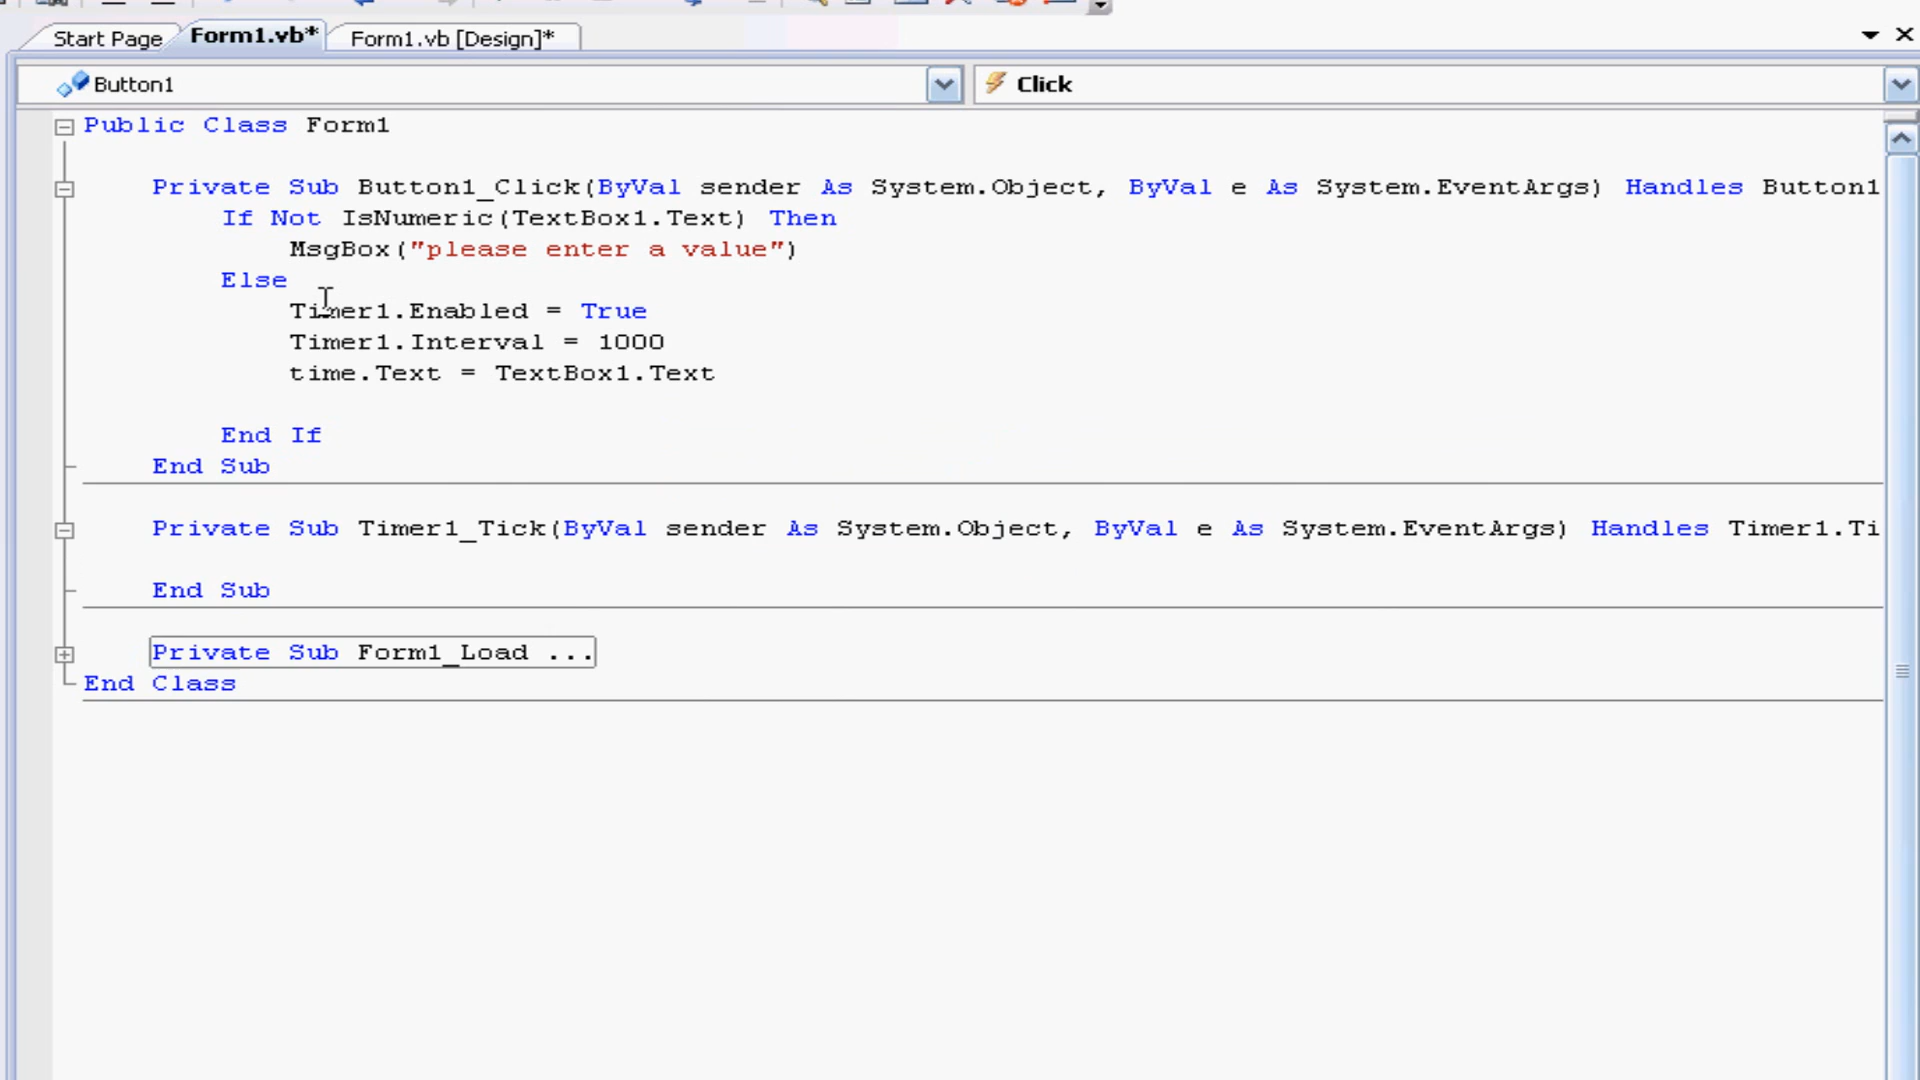 Start Page Form1.vb* Form1.vb [Design]*
Button1 Click
Public Class Form1
Private Sub Button1_Click(ByVal sender As System.Object, ByVal e As System.EventArgs) Handles Button1
If Not IsNumeric(TextBox1.Text) Then
MsgBox("please enter a value")
Else
Timer1.Enabled = True
Timer1.Interval = 1000
time.Text = TextBox1.Text
End If
End Sub
Private Sub Timer1_Tick(ByVal sender As System.Object, ByVal e As System.EventArgs) Handles Timer1.Ti
End Sub
Private Sub Form1_Load ...
End Class